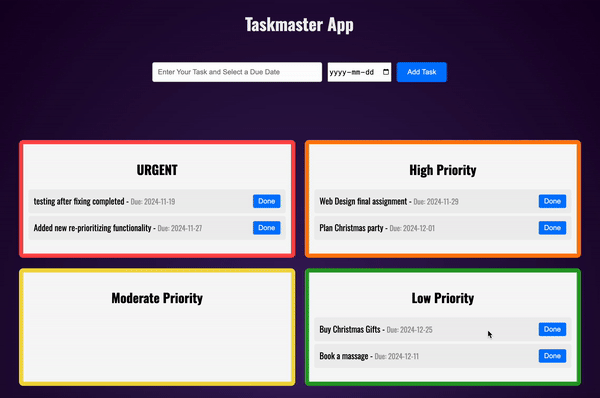 Taskmaster App
Enter Your Task and Select a Due Date
yyyy-mm-dd
Add Task
URGENT
testing after fixing completed - Due: 2024-11-19
Done
Added new re-prioritizing functionality - Due: 2024-11-27
Done
High Priority
Web Design final assignment - Due: 2024-11-29
Done
Plan Christmas party - Due: 2024-12-01
Done
Moderate Priority
Low Priority
Buy Christmas Gifts - Due: 2024-12-25
Done
Book a massage - Due: 2024-12-11
Done